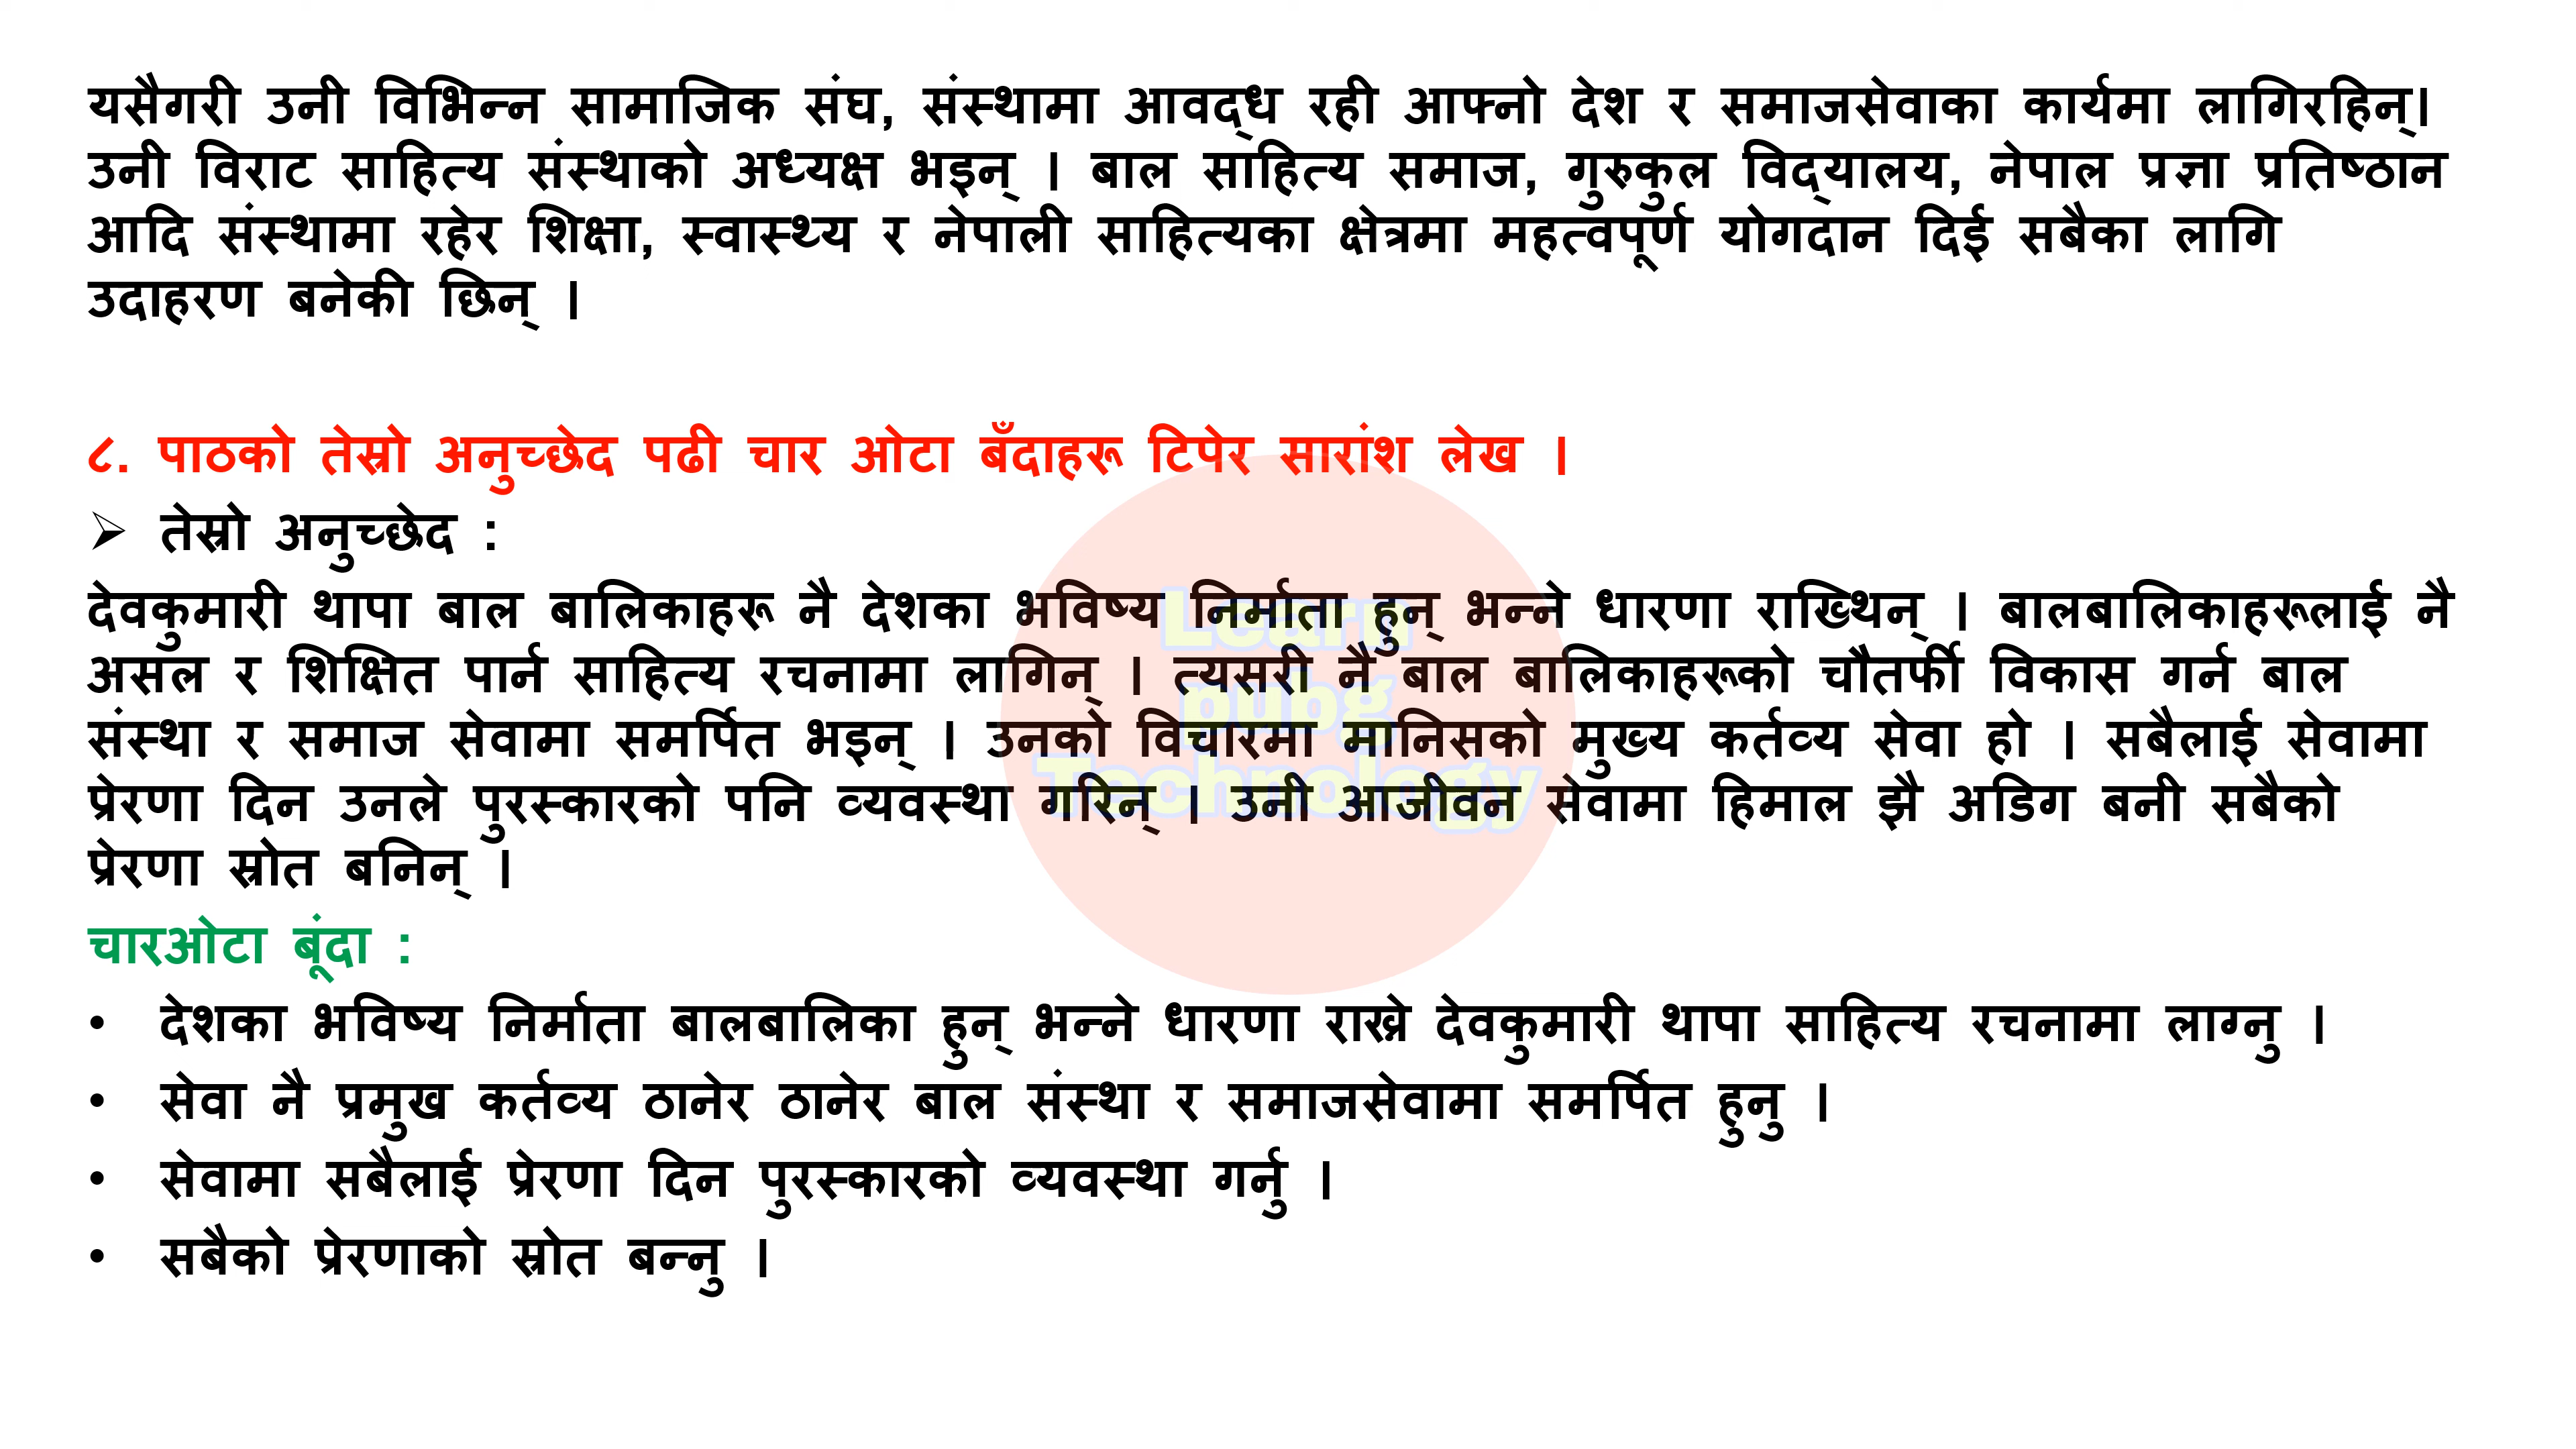 यसैगरी उनी विभिन्न सामाजिक संघ, संस्थामा आवद्ध रही आफ्नो देश र समाजसेवाका कार्यमा लागिरहिन्।
उनी विराट साहित्य संस्थाको अध्यक्ष भइन् । बाल साहित्य समाज, गुरुकुल विद्यालय, नेपाल प्रज्ञा प्रतिष्ठान
आदि संस्थामा रहेर शिक्षा, स्वास्थ्य र नेपाली साहित्यका क्षेत्रमा महत्वपूर्ण योगदान दिई सबैका लागि
उदाहरण बनेकी छिन् ।
८. पाठको तेस्रो अनुच्छेद पढी चार ओटा बँदाहरू टिपेर सारांश लेख ।
➢ तेस्रो अनुच्छेद :
देवकुमारी थापा बाल बालिकाहरू नै देशका भविष्य निर्माता हुन् भन्ने धारणा राख्थिन् । बालबालिकाहरूलाई नै
असल र शिक्षित पार्न साहित्य रचनामा लागिन् । त्यसरी नै बाल बालिकाहरूको चौतर्फी विकास गर्न बाल
संस्था र समाज सेवामा समर्पित भइन् । उनको विचारमा मानिसको मुख्य कर्तव्य सेवा हो । सबैलाई सेवामा
प्रेरणा दिन उनले पुरस्कारको पनि व्यवस्था गरिन् । उनी आजीवन सेवामा हिमाल झै अडिग बनी सबैको
प्रेरणा स्रोत बनिन् ।
चारओटा बूंदा :
• देशका भविष्य निर्माता बालबालिका हुन् भन्ने धारणा राख्ने देवकुमारी थापा साहित्य रचनामा लाग्नु ।
• सेवा नै प्रमुख कर्तव्य ठानेर ठानेर बाल संस्था र समाजसेवामा समर्पित हुनु ।
• सेवामा सबैलाई प्रेरणा दिन पुरस्कारको व्यवस्था गर्नु ।
• सबैको प्रेरणाको स्रोत बन्नु ।
Learn
pubg
Technology